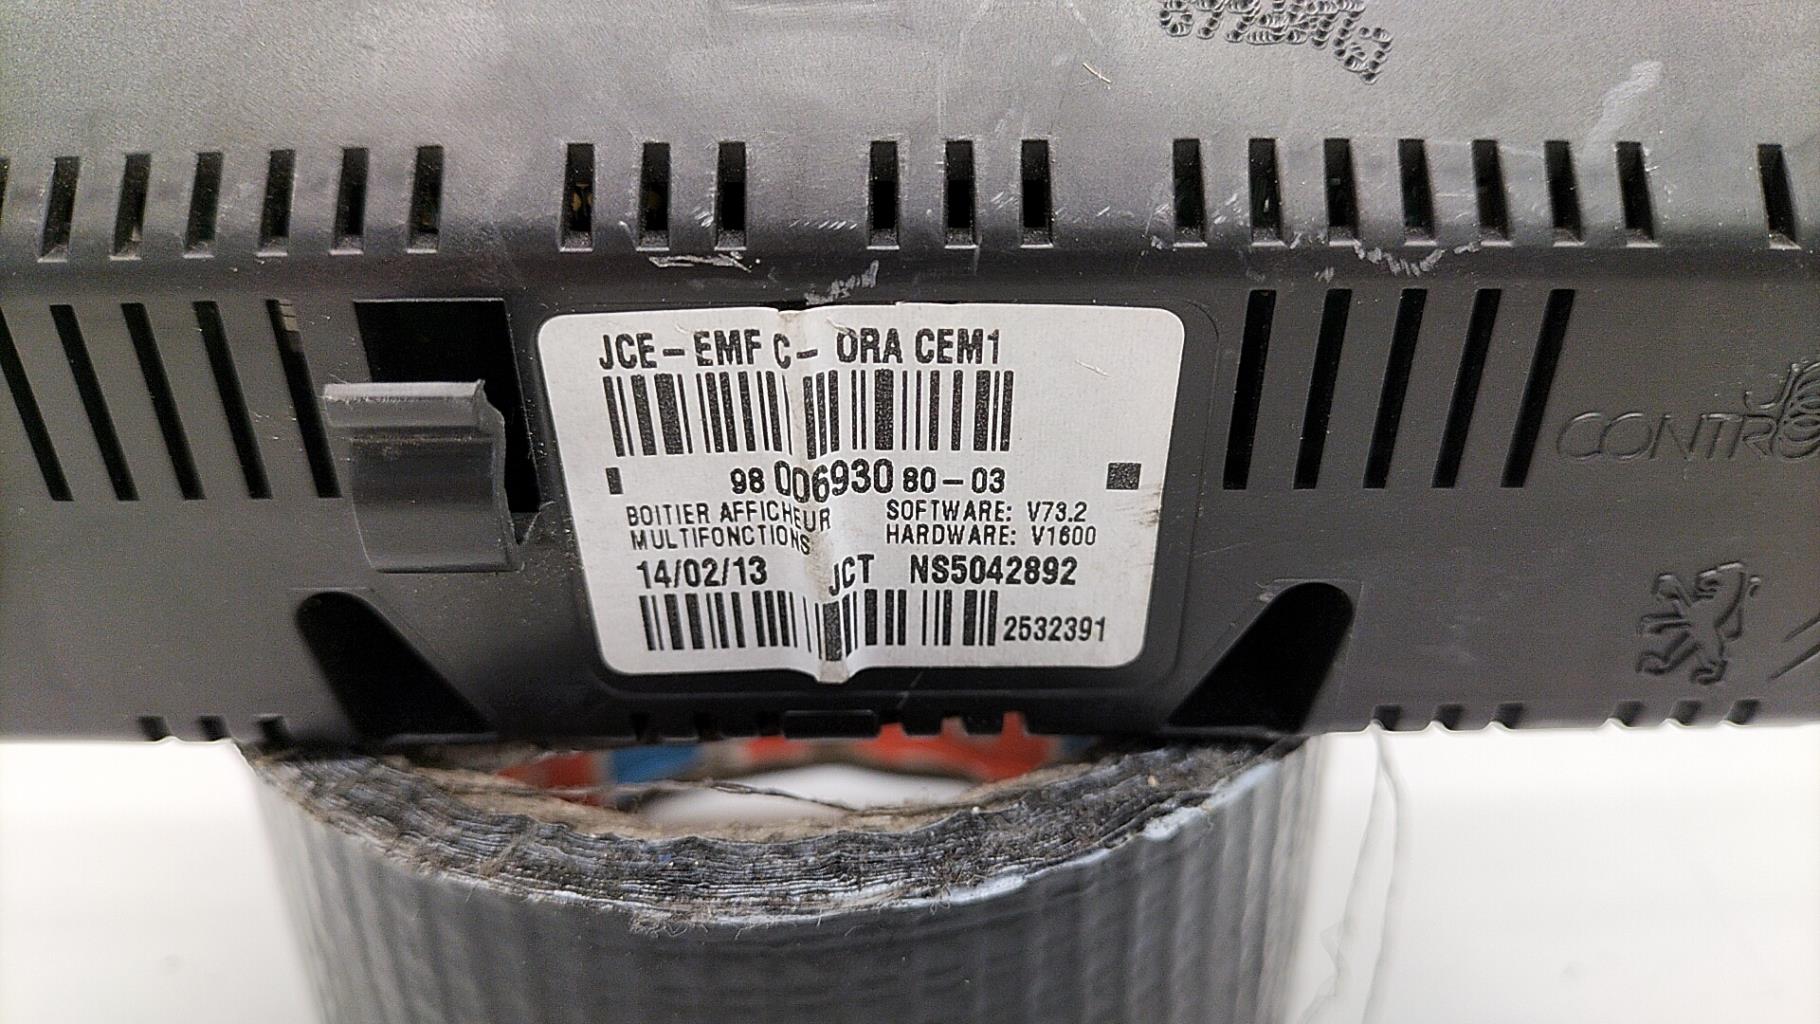 JCE-EMF C- ORA CEM1
98 006930 80-03
BOITIER AFFICHEUR
MULTIFONCTIONS
SOFTWARE: V73.2
HARDWARE: V1600
14/02/13 JCT NS5042892
2532391
CONTRO